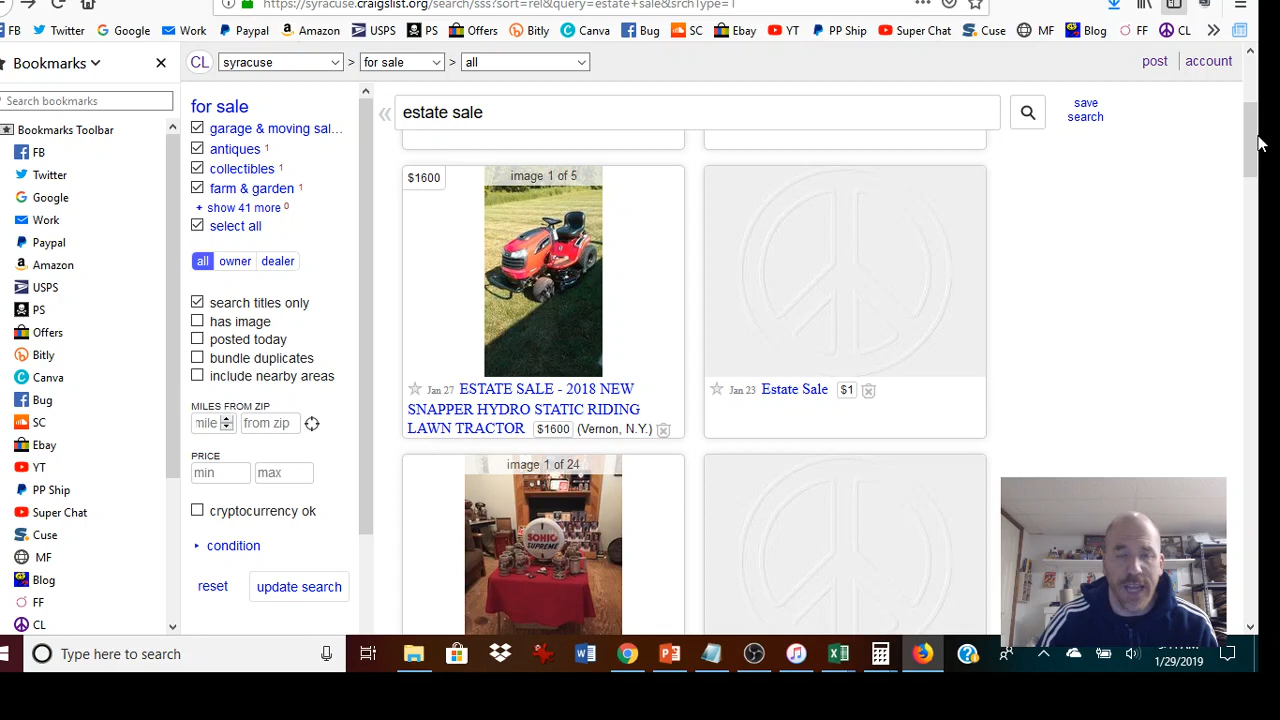 https://syracuse.craigslist.org/search/sss?sort=rel&query=estate+sale&srchType=T
FB Twitter Google Work Paypal Amazon USPS PS Offers Bitly Canva Bug SC Ebay YT PP Ship Super Chat Cuse MF Blog FF CL
Bookmarks
CL syracuse > for sale > all
post account
Search bookmarks
for sale
estate sale
save search
Bookmarks Toolbar
FB
Twitter
Google
Work
Paypal
Amazon
USPS
PS
Offers
Bitly
Canva
Bug
SC
Ebay
YT
PP Ship
Super Chat
Cuse
MF
Blog
FF
CL
garage & moving sal...
antiques 1
collectibles 1
farm & garden 1
+ show 41 more 0
select all
all owner dealer
search titles only
has image
posted today
bundle duplicates
include nearby areas
MILES FROM ZIP
mile from zip
PRICE
min max
cryptocurrency ok
condition
reset update search
$1600
image 1 of 5
Jan 27 ESTATE SALE - 2018 NEW
SNAPPER HYDRO STATIC RIDING
LAWN TRACTOR $1600 (Vernon, N.Y.)
Jan 23 Estate Sale $1
image 1 of 24
SONIC
SUPREME
Type here to search
1/29/2019